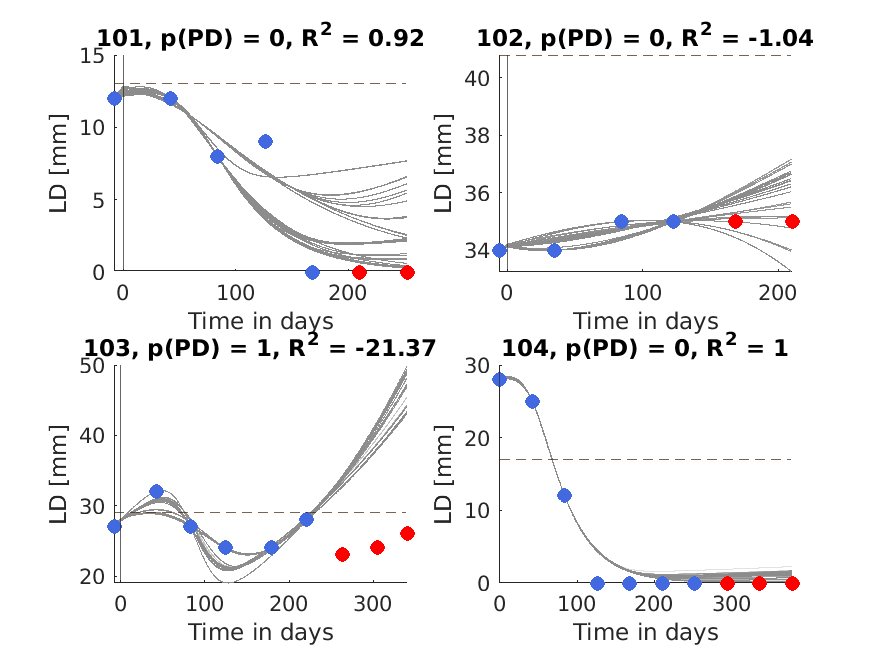 101, p(PD) = 0, R² = 0.92
15
10
5
0
LD [mm]
0 100 200
Time in days
102, p(PD) = 0, R² = -1.04
40
38
36
34
LD [mm]
0 100 200
Time in days
103, p(PD) = 1, R² = -21.37
50
40
30
20
LD [mm]
0 100 200 300
Time in days
104, p(PD) = 0, R² = 1
30
20
10
0
LD [mm]
0 100 200 300
Time in days